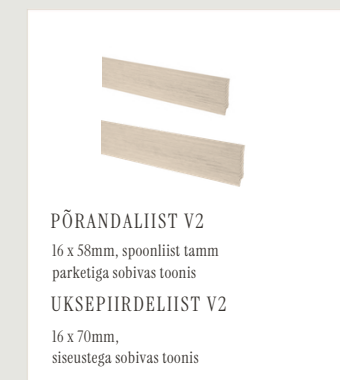 PÕRANDALIIST V2
16 x 58mm, spoonliist tamm
parketiga sobivas toonis
UKSEPIIRDELIIST V2
16 x 70mm,
siseustega sobivas toonis